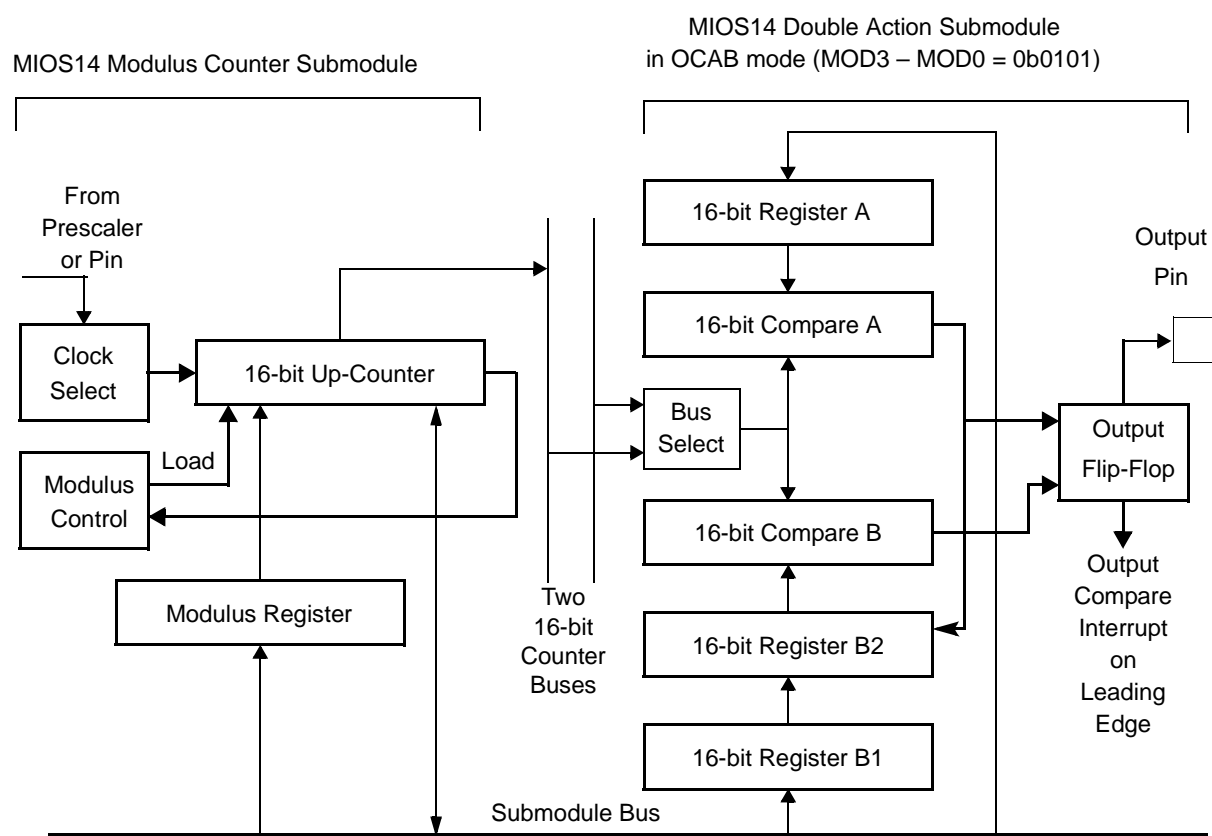 MIOS14 Modulus Counter Submodule
MIOS14 Double Action Submodule
in OCAB mode (MOD3 – MOD0 = 0b0101)
From
Prescaler
or Pin
Clock
Select
16-bit Up-Counter
Load
Modulus
Control
Modulus Register
Two
16-bit
Counter
Buses
Bus
Select
16-bit Register A
16-bit Compare A
16-bit Compare B
16-bit Register B2
16-bit Register B1
Output
Pin
Output
Flip-Flop
Output
Compare
Interrupt
on
Leading
Edge
Submodule Bus